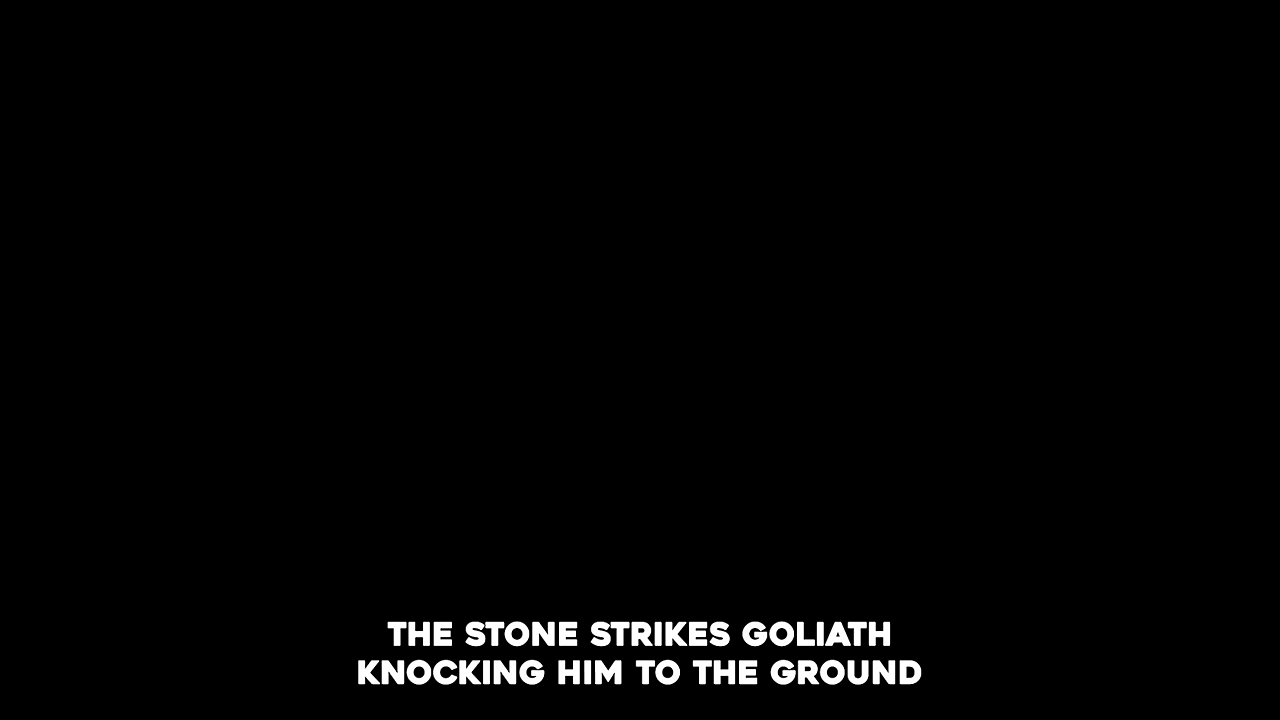 THE STONE STRIKES GOLIATH
KNOCKING HIM TO THE GROUND